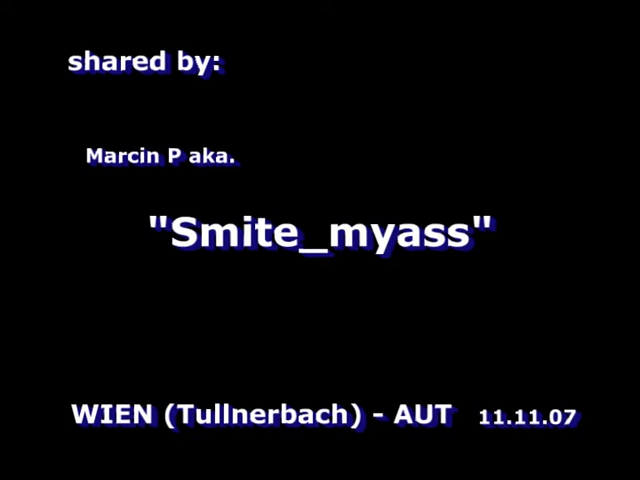 shared by:
Marcin P aka.
"Smite_myass"
WIEN (Tullnerbach) - AUT 11.11.07